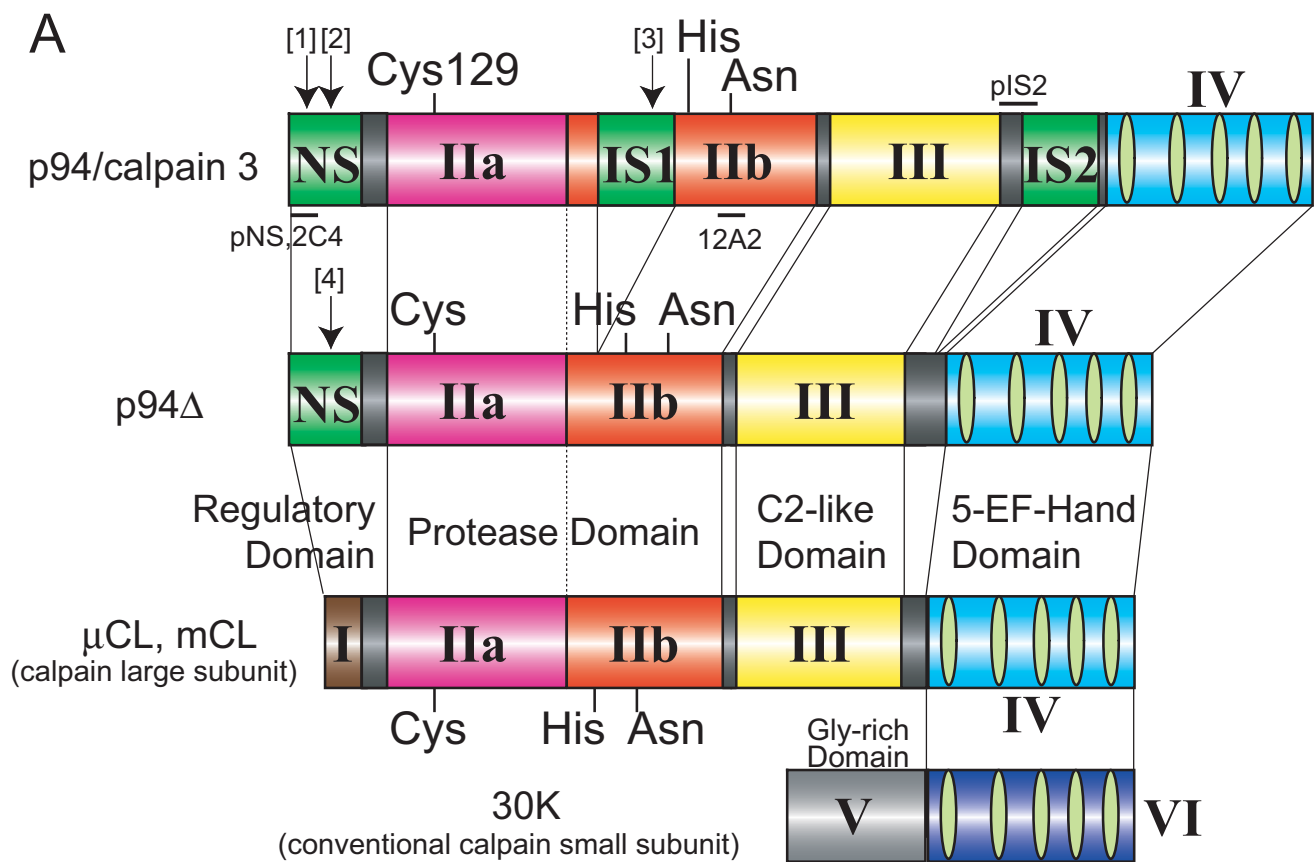 A
[1] [2] [3] His
Cys129 Asn pIS2 IV
p94/calpain 3 NS IIa IS1 IIb III IS2
pNS,2C4 12A2
[4]
Cys His Asn IV
p94Δ NS IIa IIb III
Regulatory Domain
Protease Domain
C2-like Domain
5-EF-Hand Domain
μCL, mCL I IIa IIb III
(calpain large subunit)
Cys His Asn IV
Gly-rich
Domain
30K V VI
(conventional calpain small subunit)